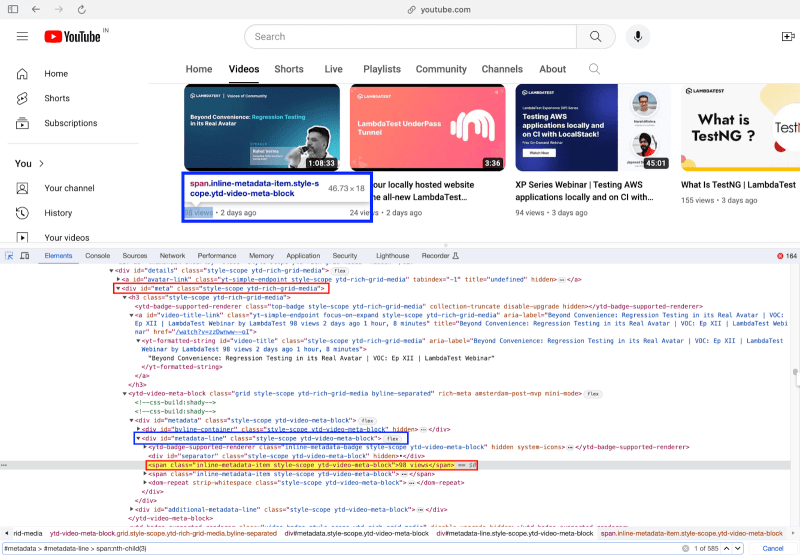 youtube.com
YouTube IN
Search
Home
Shorts
Subscriptions
You
Your channel
History
Your videos
Home Videos Shorts Live Playlists Community Channels About
LAMBDATEST | Voices of Community
Beyond Convenience: Regression Testing
in its Real Avatar
1:08:33
LAMBDATEST
LambdaTest UnderPass
Tunnel
3:36
LAMBDATEST
LambdaTest Experience (XP) Series
Testing AWS
applications locally and
on CI with LocalStack!
Watch Now
45:01
LAMBDATEST
What is
TestNG ?
TestN
span.inline-metadata-item.style-s
cope.ytd-video-meta-block 46.73 × 18
98 views • 2 days ago
our locally hosted website
he all-new LambdaTest...
24 views • 2 days ago
XP Series Webinar | Testing AWS
applications locally and on CI with...
94 views • 3 days ago
What Is TestNG | LambdaTest
155 views • 3 days ago
Elements Console Sources Network Performance Memory Application Security Lighthouse Recorder 164
▼<div id="details" class="style-scope ytd-rich-grid-media"> flex
▶<a id="avatar-link" class="yt-simple-endpoint style-scope ytd-rich-grid-media" tabindex="-1" title="undefined" hidden>…</a>
▼<div id="meta" class="style-scope ytd-rich-grid-media">
▼<h3 class="style-scope ytd-rich-grid-media">
<ytd-badge-supported-renderer class="top-badge style-scope ytd-rich-grid-media" collection-truncate disable-upgrade hidden></ytd-badge-supported-renderer>
▼<a id="video-title-link" class="yt-simple-endpoint focus-on-expand style-scope ytd-rich-grid-media" aria-label="Beyond Convenience: Regression Testing in its Real Avatar | VOC:
Ep XII | LambdaTest Webinar by LambdaTest 98 views 2 days ago 1 hour, 8 minutes" title="Beyond Convenience: Regression Testing in its Real Avatar | VOC: Ep XII | LambdaTest Web
inar" href=
▼<yt-formatted-string id="video-title" class="style-scope ytd-rich-grid-media" aria-label="Beyond Convenience: Regression Testing in its Real Avatar | VOC: Ep XII | LambdaTest
Webinar by LambdaTest 98 views 2 days ago 1 hour, 8 minutes">
"Beyond Convenience: Regression Testing in its Real Avatar | VOC: Ep XII | LambdaTest Webinar"
</yt-formatted-string>
</a>
</h3>
▼<ytd-video-meta-block class="grid style-scope ytd-rich-grid-media byline-separated" rich-meta amsterdam-post-mvp mini-mode> flex
<!--css-build:shady-->
<!--css-build:shady-->
▼<div id="metadata" class="style-scope ytd-video-meta-block"> flex
▶<div id="byline-container" class="style-scope ytd-video-meta-block" hidden>…</div>
▼<div id="metadata-line" class="style-scope ytd-video-meta-block"> flex
▶<ytd-badge-supported-renderer class="inline-metadata-badge style-scope ytd-video-meta-block" hidden system-icons>…</ytd-badge-supported-renderer>
<div id="separator" class="style-scope ytd-video-meta-block" hidden>•</div>
<span class="inline-metadata-item style-scope ytd-video-meta-block">98 views</span> == $0
▶<span class="inline-metadata-item style-scope ytd-video-meta-block">…</span>
▶<dom-repeat strip-whitespace class="style-scope ytd-video-meta-block">…</dom-repeat>
</div>
</div>
▶<div id="additional-metadata-line" class="style-scope ytd-video-meta-block">…</div>
</ytd-video-meta-block>
rid-media ytd-video-meta-block.grid.style-scope.ytd-rich-grid-media.byline-separated div#metadata.style-scope.ytd-video-meta-block div#metadata-line.style-scope.ytd-video-meta-block span.inline-metadata-item.style-scope.ytd-video-meta-block
#metadata > #metadata-line > span:nth-child(3) 1 of 585 Cancel